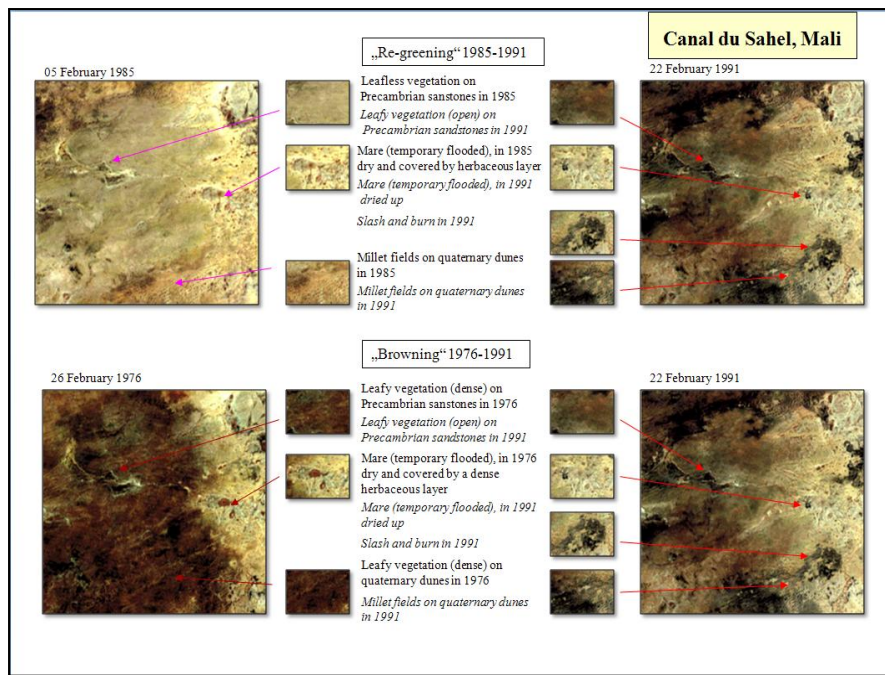 Canal du Sahel, Mali
„Re-greening“ 1985-1991
05 February 1985
22 February 1991
Leafless vegetation on
Precambrian sanstones in 1985
Leafy vegetation (open) on
Precambrian sandstones in 1991
Mare (temporary flooded), in 1985
dry and covered by herbaceous layer
Mare (temporary flooded), in 1991
dried up
Slash and burn in 1991
Millet fields on quaternary dunes
in 1985
Millet fields on quaternary dunes
in 1991
„Browning“ 1976-1991
26 February 1976
22 February 1991
Leafy vegetation (dense) on
Precambrian sanstones in 1976
Leafy vegetation (open) on
Precambrian sandstones in 1991
Mare (temporary flooded), in 1976
dry and covered by a dense
herbaceous layer
Mare (temporary flooded), in 1991
dried up
Slash and burn in 1991
Leafy vegetation (dense) on
quaternary dunes in 1976
Millet fields on quaternary dunes
in 1991